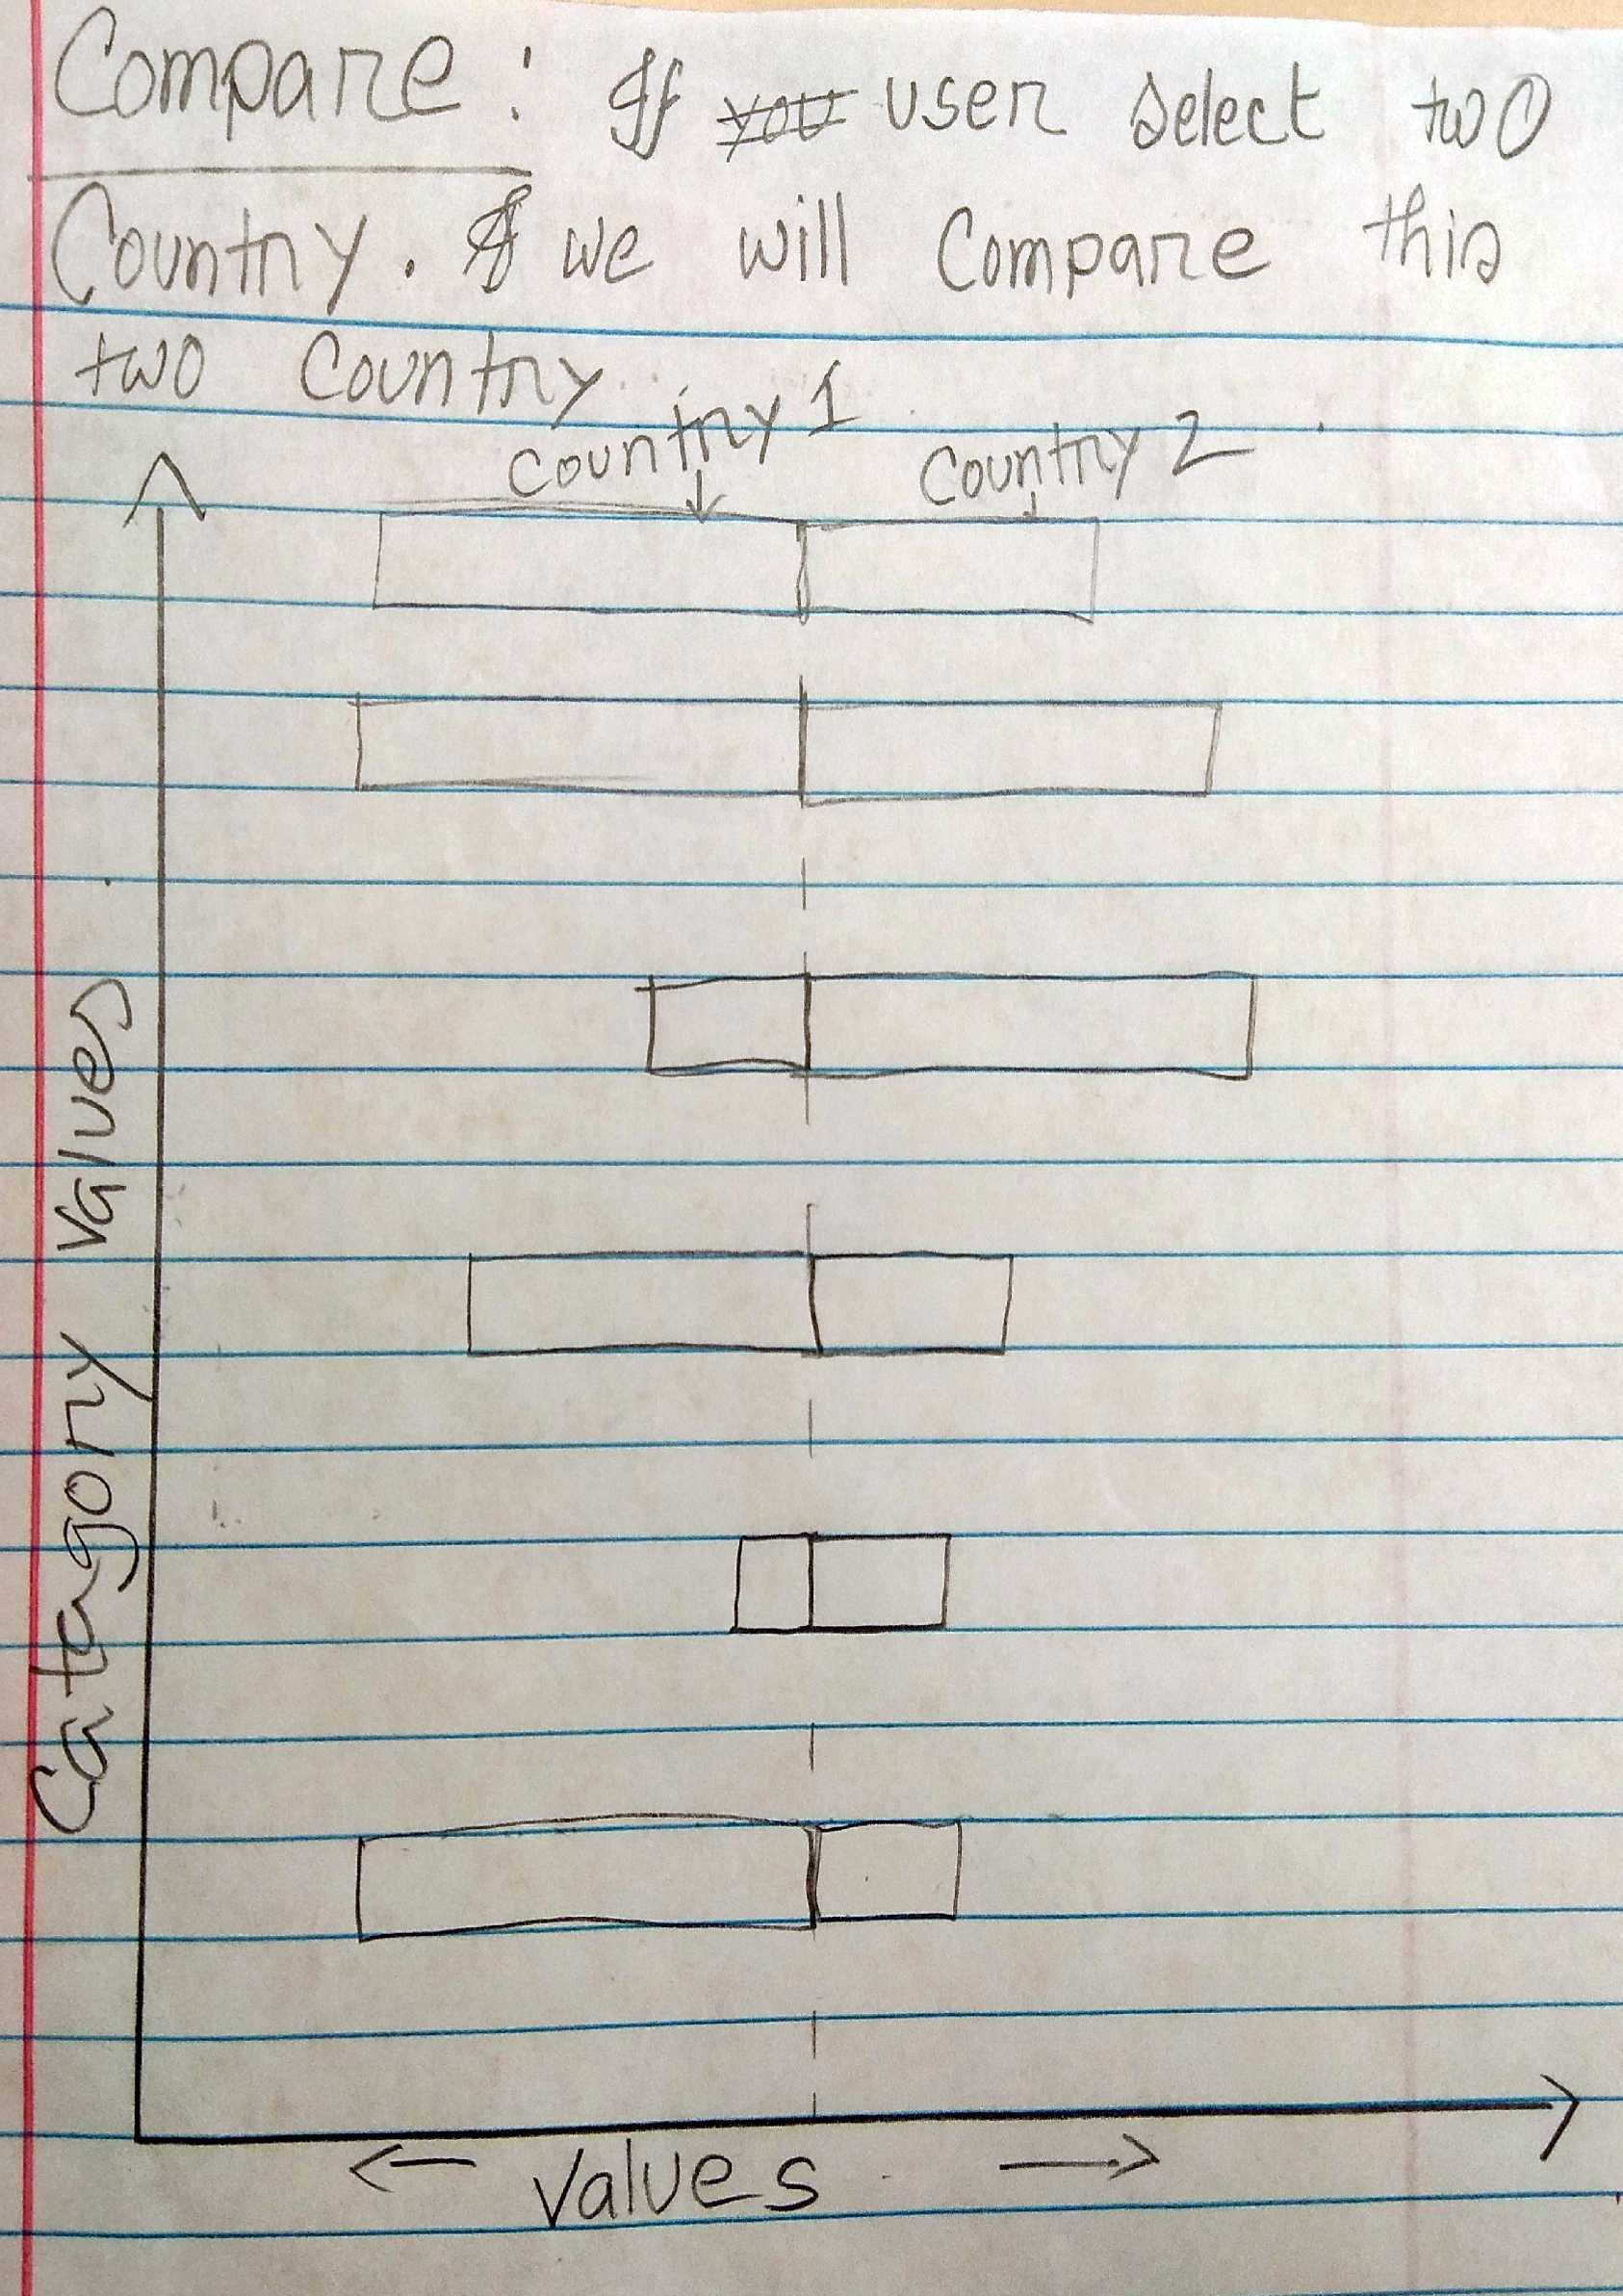 Compare : If you user select two
Country. If we will Compare this
two Country
Country 1
Country 2
Catagory Values
Values